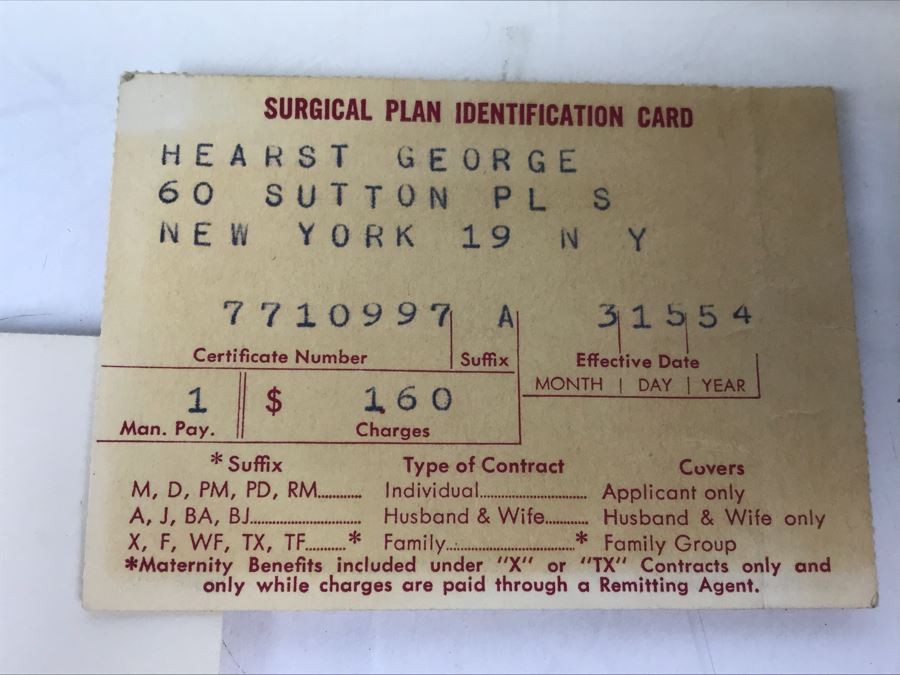 SURGICAL PLAN IDENTIFICATION CARD
HEARST GEORGE
60 SUTTON PL S
NEW YORK 19 N Y
7710997 A 31554
Certificate Number Suffix Effective Date
MONTH | DAY | YEAR
1 $ 160
Man. Pay. Charges
*Suffix Type of Contract Covers
M, D, PM, PD, RM........... Individual............................ Applicant only
A, J, BA, BJ............................ Husband & Wife........... Husband & Wife only
X, F, WF, TX, TF..........* Family.................................* Family Group
*Maternity Benefits included under "X" or "TX" Contracts only and
only while charges are paid through a Remitting Agent.